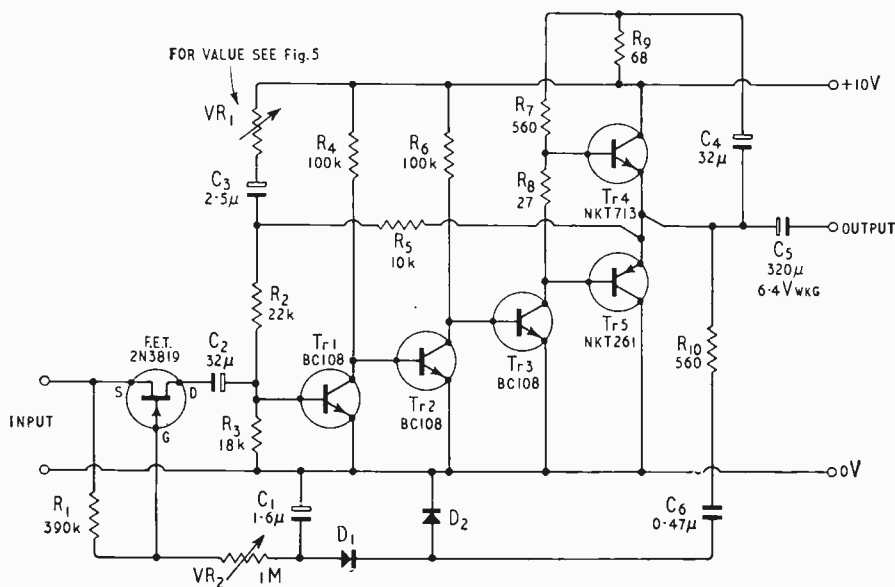 FOR VALUE SEE Fig.5
VR1
C3
2·5μ
R4
100k
R6
100k
R7
560
R8
27
R9
68
+10V
Tr4
NKT713
C4
32μ
OUTPUT
C5
320μ
6·4V WKG
R5
10k
R2
22k
F.E.T.
2N3819
C2
32μ
Tr1
BC108
Tr2
BC108
Tr3
BC108
Tr5
NKT261
R10
560
S
D
G
INPUT
R3
18k
0V
R1
390k
C1
1·6μ
D1
D2
C6
0·47μ
VR2
1M